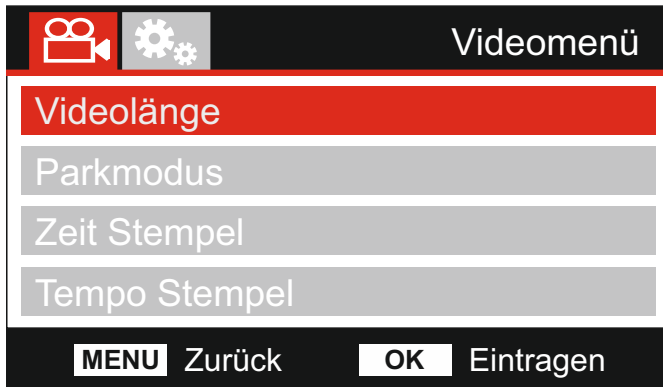 Videomenü
Videolänge
Parkmodus
Zeit Stempel
Tempo Stempel
MENU Zurück OK Eintragen